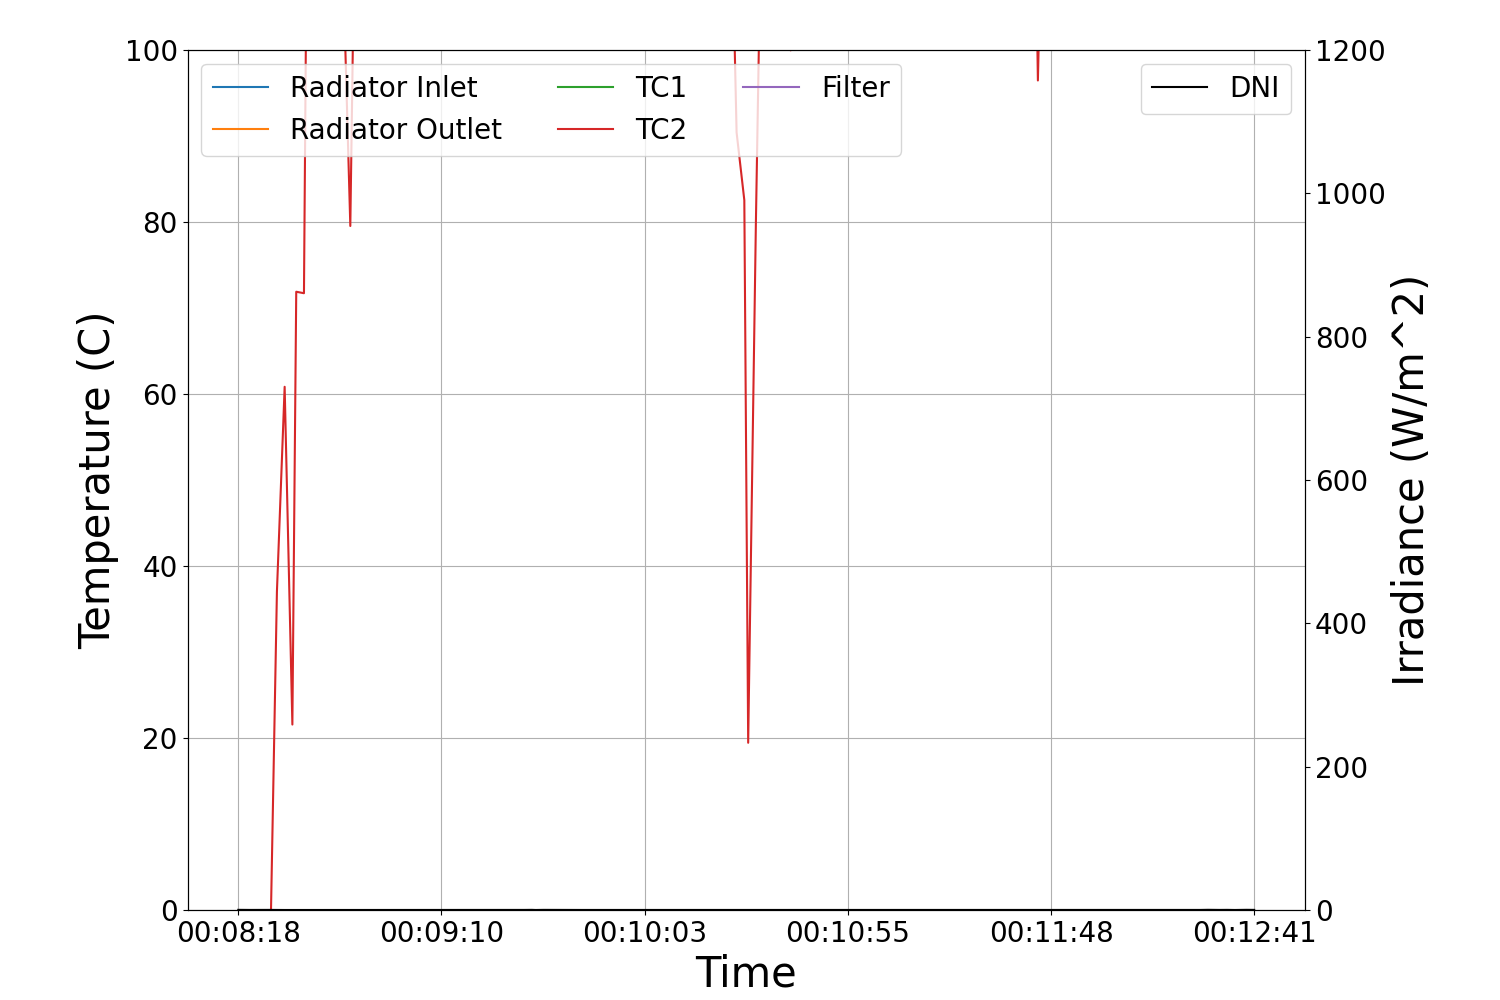 100
80
60
40
20
0
Temperature (C)
Radiator Inlet
Radiator Outlet
TC1
TC2
Filter
DNI
1200
1000
800
600
400
200
0
Irradiance (W/m^2)
00:08:18 00:09:10 00:10:03 00:10:55 00:11:48 00:12:41
Time